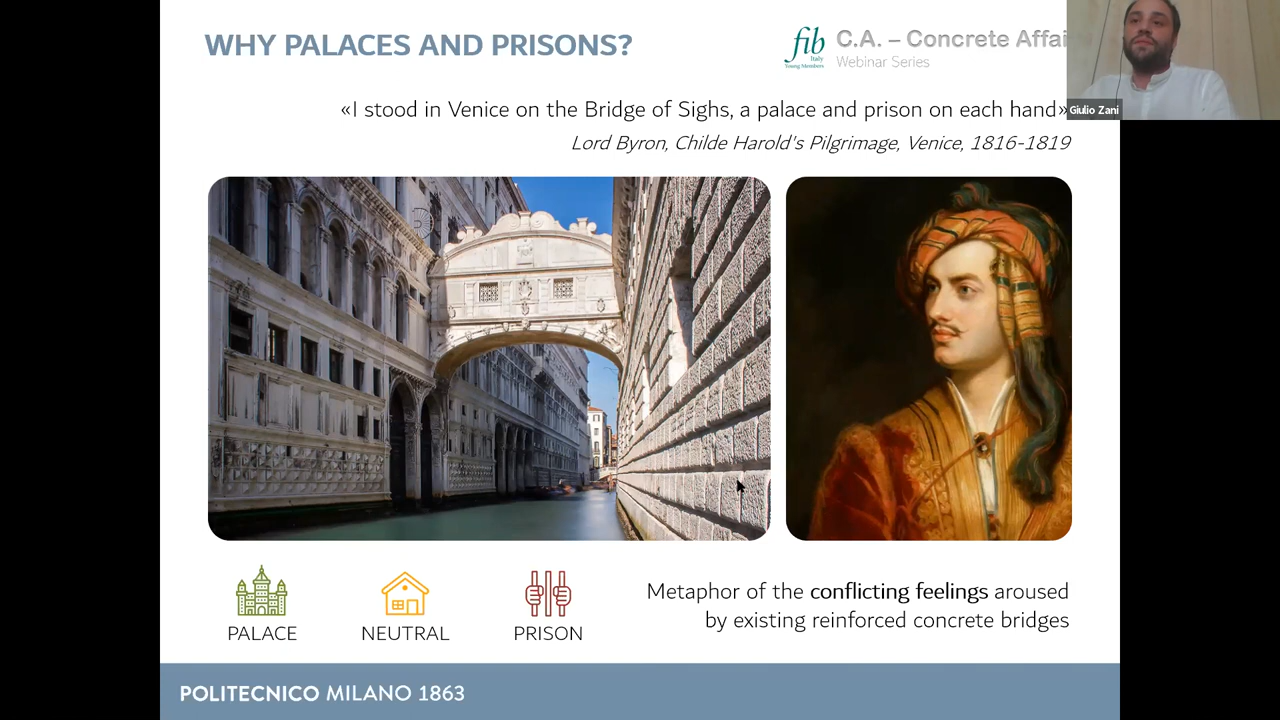 WHY PALACES AND PRISONS?
fib
Italy
Young Members
C.A. – Concrete Affai
Webinar Series
Giulio Zani
«I stood in Venice on the Bridge of Sighs, a palace and prison on each hand»
Lord Byron, Childe Harold's Pilgrimage, Venice, 1816-1819
PALACE
NEUTRAL
PRISON
Metaphor of the conflicting feelings aroused
by existing reinforced concrete bridges
POLITECNICO MILANO 1863